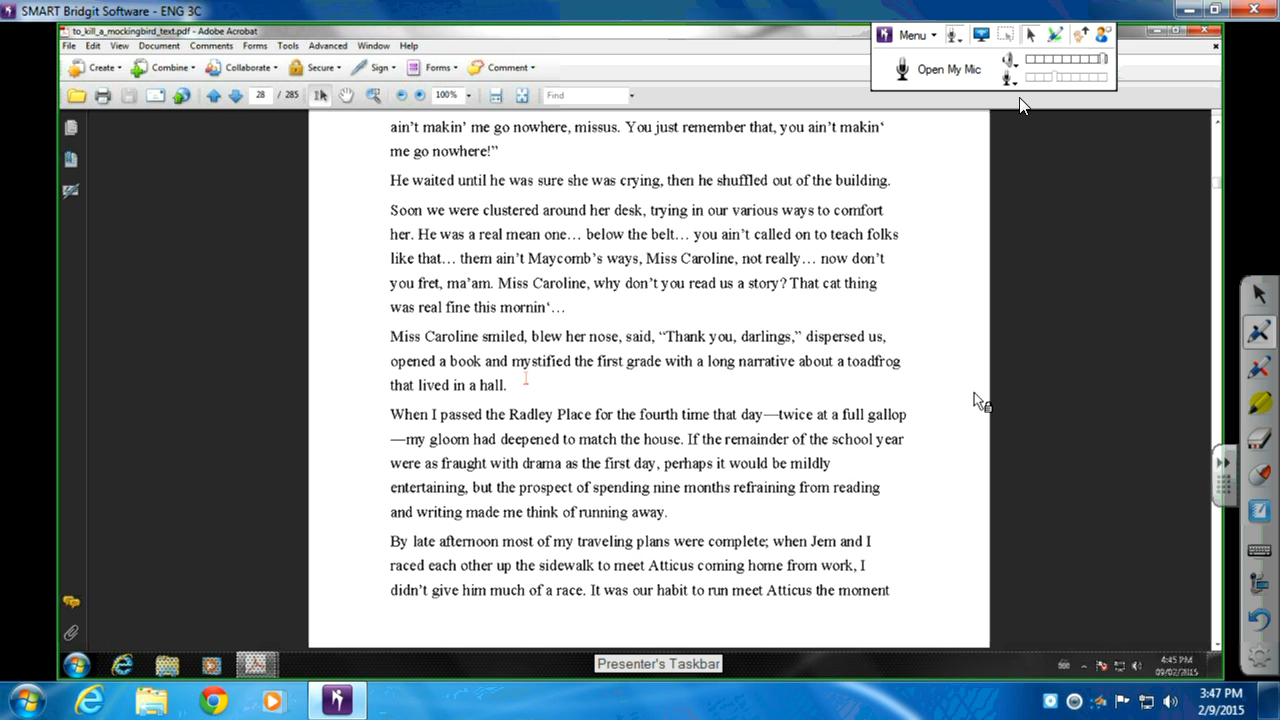 SMART Bridgit Software - ENG 3C
to_kill_a_mockingbird_text.pdf - Adobe Acrobat
File Edit View Document Comments Forms Tools Advanced Window Help
Menu
Create Combine Collaborate Secure Sign Forms Comment
Open My Mic
28 / 285 100% Find
ain’t makin’ me go nowhere, missus. You just remember that, you ain’t makin‘
me go nowhere!”
He waited until he was sure she was crying, then he shuffled out of the building.
Soon we were clustered around her desk, trying in our various ways to comfort
her. He was a real mean one… below the belt… you ain’t called on to teach folks
like that… them ain’t Maycomb’s ways, Miss Caroline, not really… now don’t
you fret, ma’am. Miss Caroline, why don’t you read us a story? That cat thing
was real fine this mornin‘…
Miss Caroline smiled, blew her nose, said, “Thank you, darlings,” dispersed us,
opened a book and mystified the first grade with a long narrative about a toadfrog
that lived in a hall.
When I passed the Radley Place for the fourth time that day—twice at a full gallop
—my gloom had deepened to match the house. If the remainder of the school year
were as fraught with drama as the first day, perhaps it would be mildly
entertaining, but the prospect of spending nine months refraining from reading
and writing made me think of running away.
By late afternoon most of my traveling plans were complete; when Jem and I
raced each other up the sidewalk to meet Atticus coming home from work, I
didn’t give him much of a race. It was our habit to run meet Atticus the moment
Presenter's Taskbar
4:45 PM
09/02/2015
3:47 PM
2/9/2015